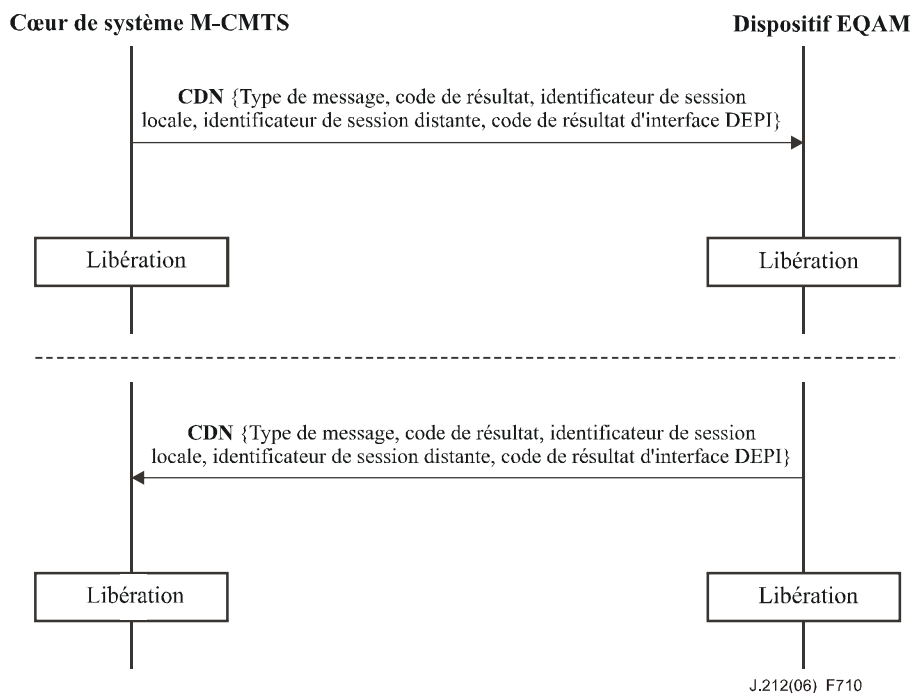 Cœur de système M-CMTS
Dispositif EQAM
CDN {Type de message, code de résultat, identificateur de session
locale, identificateur de session distante, code de résultat d'interface DEPI}
Libération
Libération
CDN {Type de message, code de résultat, identificateur de session
locale, identificateur de session distante, code de résultat d'interface DEPI}
Libération
Libération
J.212(06)_F710